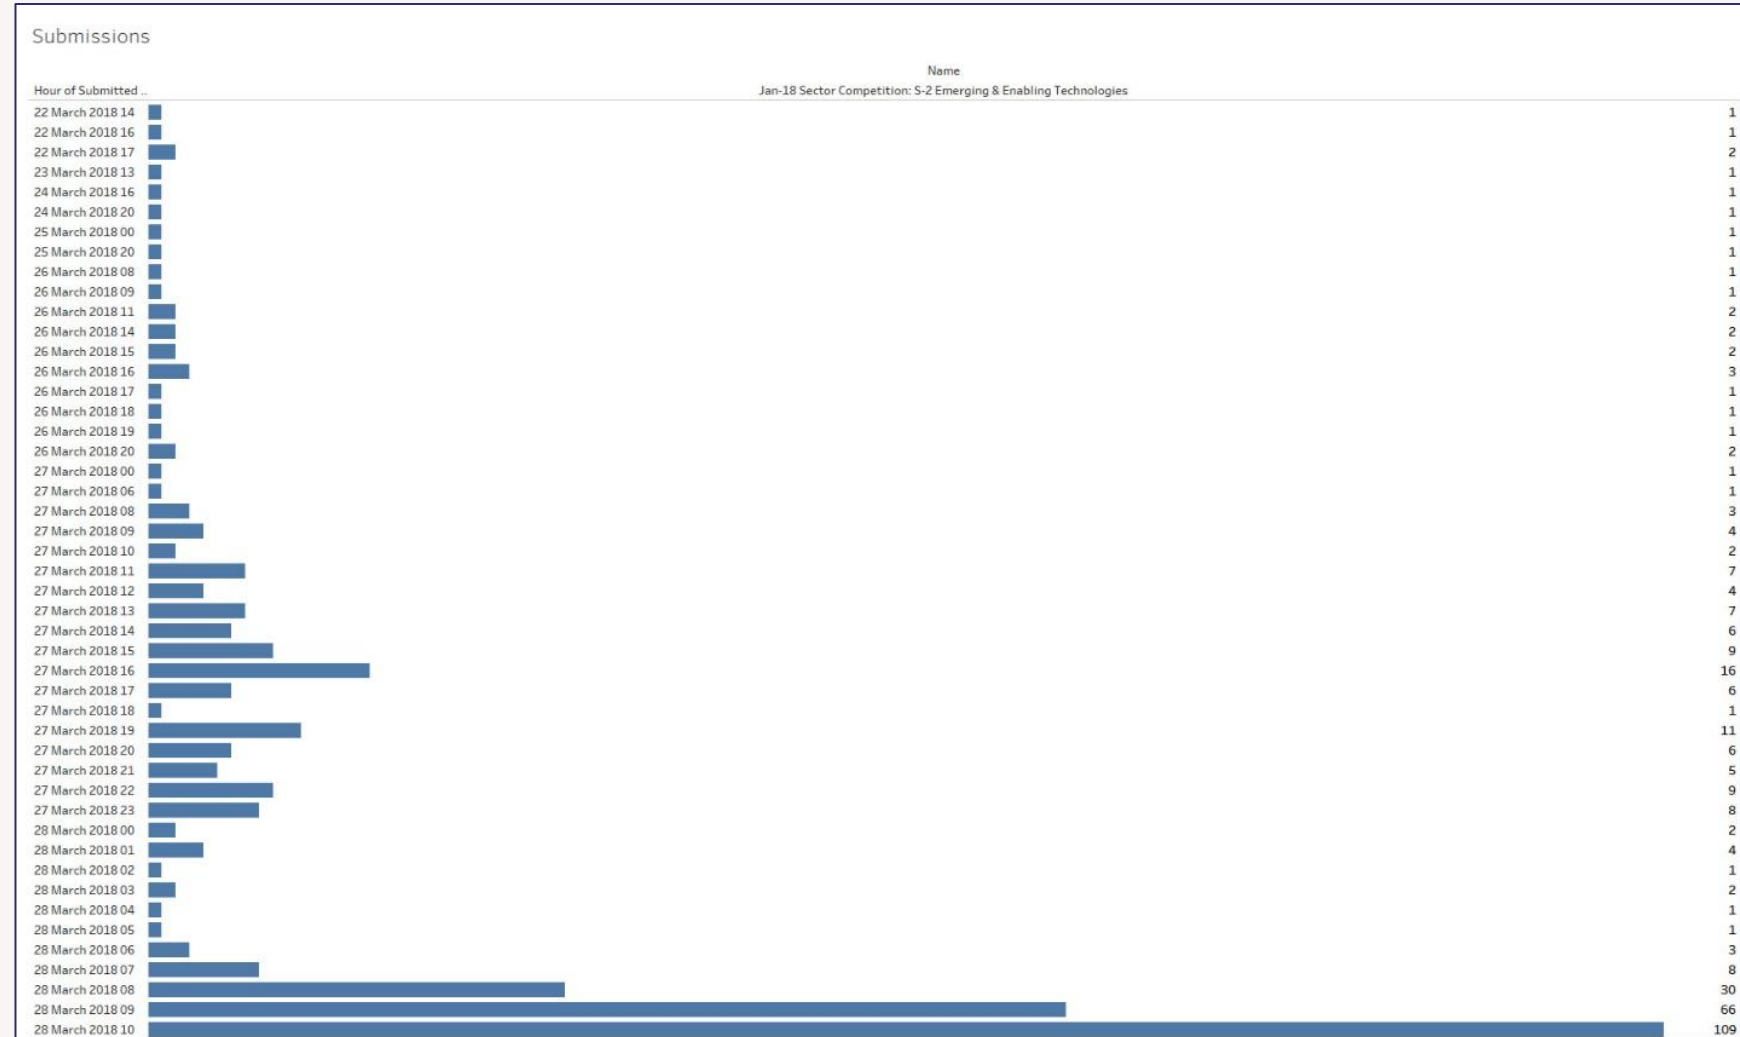 Submissions
Name
Hour of Submitted .. Jan-18 Sector Competition: S-2 Emerging & Enabling Technologies
22 March 2018 14 1
22 March 2018 16 1
22 March 2018 17 2
23 March 2018 13 1
24 March 2018 16 1
24 March 2018 20 1
25 March 2018 00 1
25 March 2018 20 1
26 March 2018 08 1
26 March 2018 09 1
26 March 2018 11 2
26 March 2018 14 2
26 March 2018 15 2
26 March 2018 16 3
26 March 2018 17 1
26 March 2018 18 1
26 March 2018 19 1
26 March 2018 20 2
27 March 2018 00 1
27 March 2018 06 1
27 March 2018 08 3
27 March 2018 09 4
27 March 2018 10 2
27 March 2018 11 7
27 March 2018 12 4
27 March 2018 13 7
27 March 2018 14 6
27 March 2018 15 9
27 March 2018 16 16
27 March 2018 17 6
27 March 2018 18 1
27 March 2018 19 11
27 March 2018 20 6
27 March 2018 21 5
27 March 2018 22 9
27 March 2018 23 8
28 March 2018 00 2
28 March 2018 01 4
28 March 2018 02 1
28 March 2018 03 2
28 March 2018 04 1
28 March 2018 05 1
28 March 2018 06 3
28 March 2018 07 8
28 March 2018 08 30
28 March 2018 09 66
28 March 2018 10 109